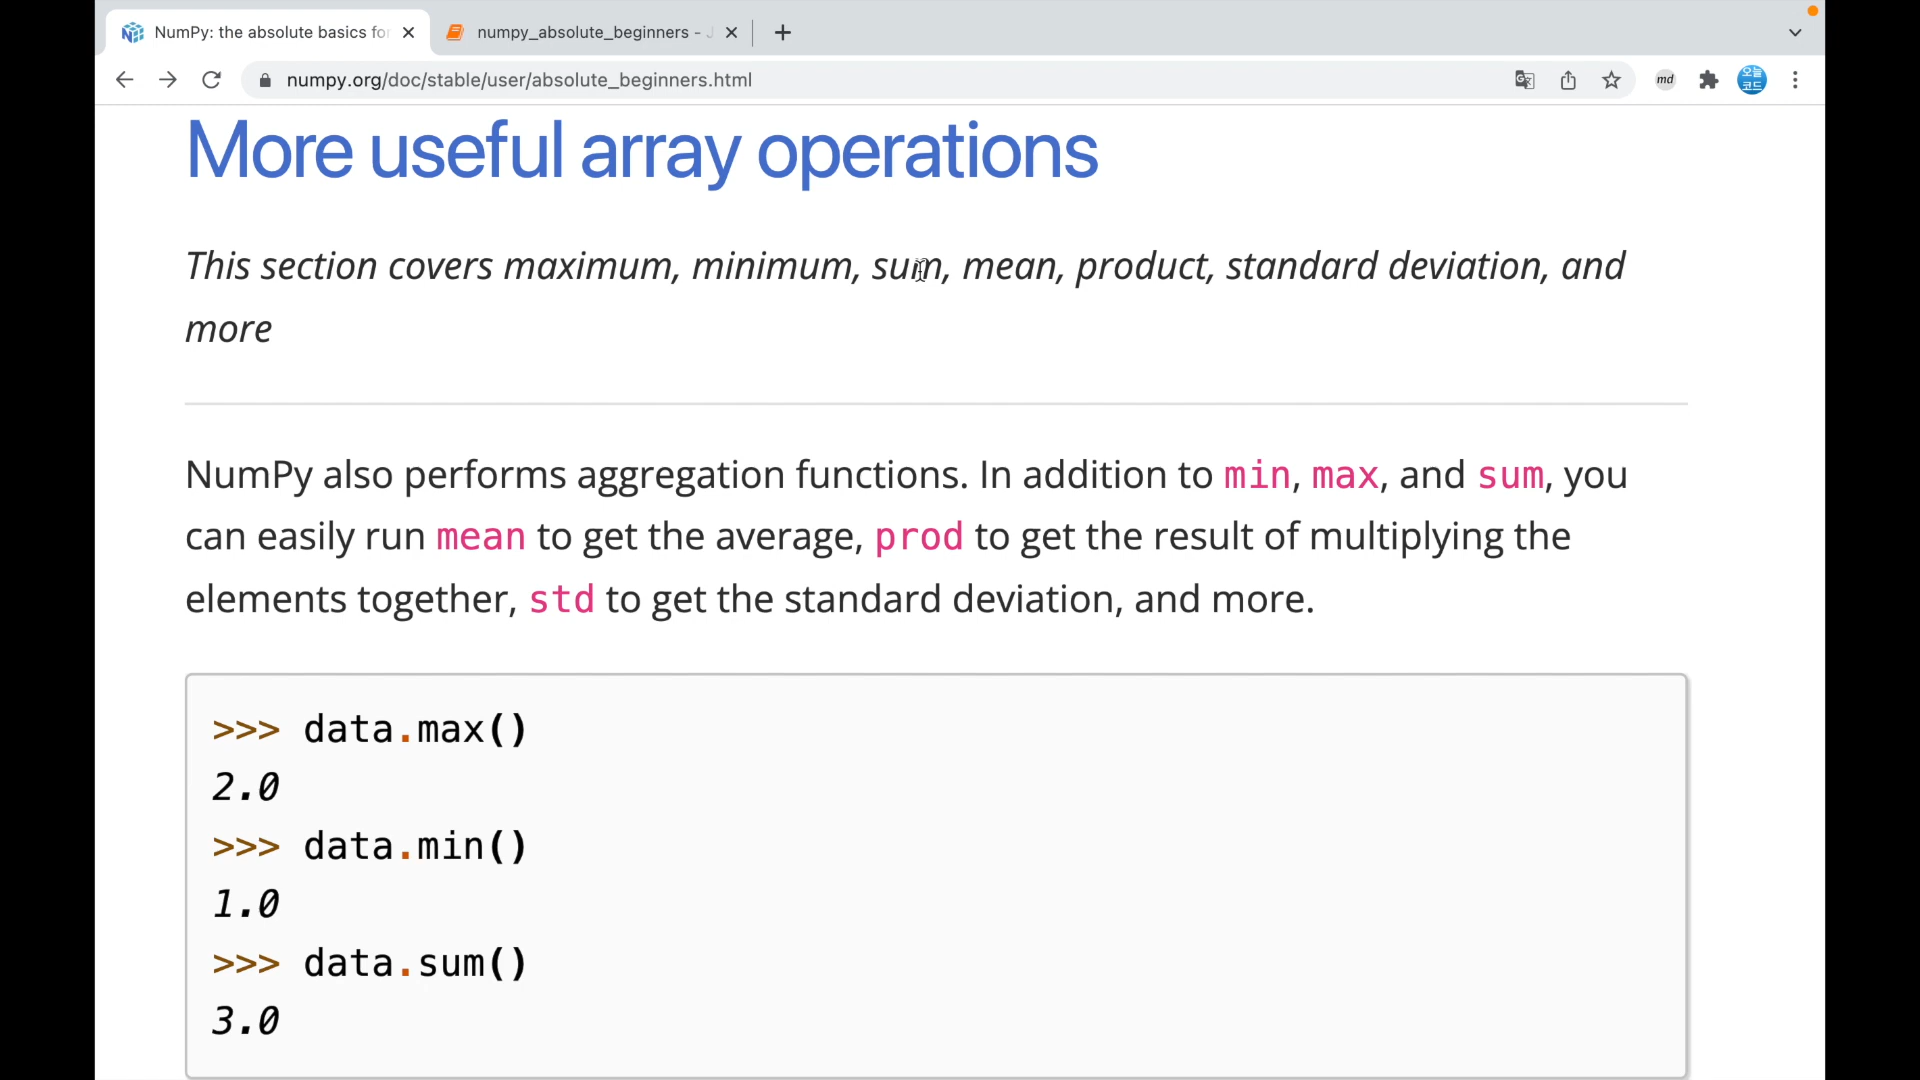 NumPy: the absolute basics fo
numpy_absolute_beginners - J
numpy.org/doc/stable/user/absolute_beginners.html
md
오늘
코드
More useful array operations
This section covers maximum, minimum, sum, mean, product, standard deviation, and
more
NumPy also performs aggregation functions. In addition to min, max, and sum, you
can easily run mean to get the average, prod to get the result of multiplying the
elements together, std to get the standard deviation, and more.
>>> data.max()
2.0
>>> data.min()
1.0
>>> data.sum()
3.0